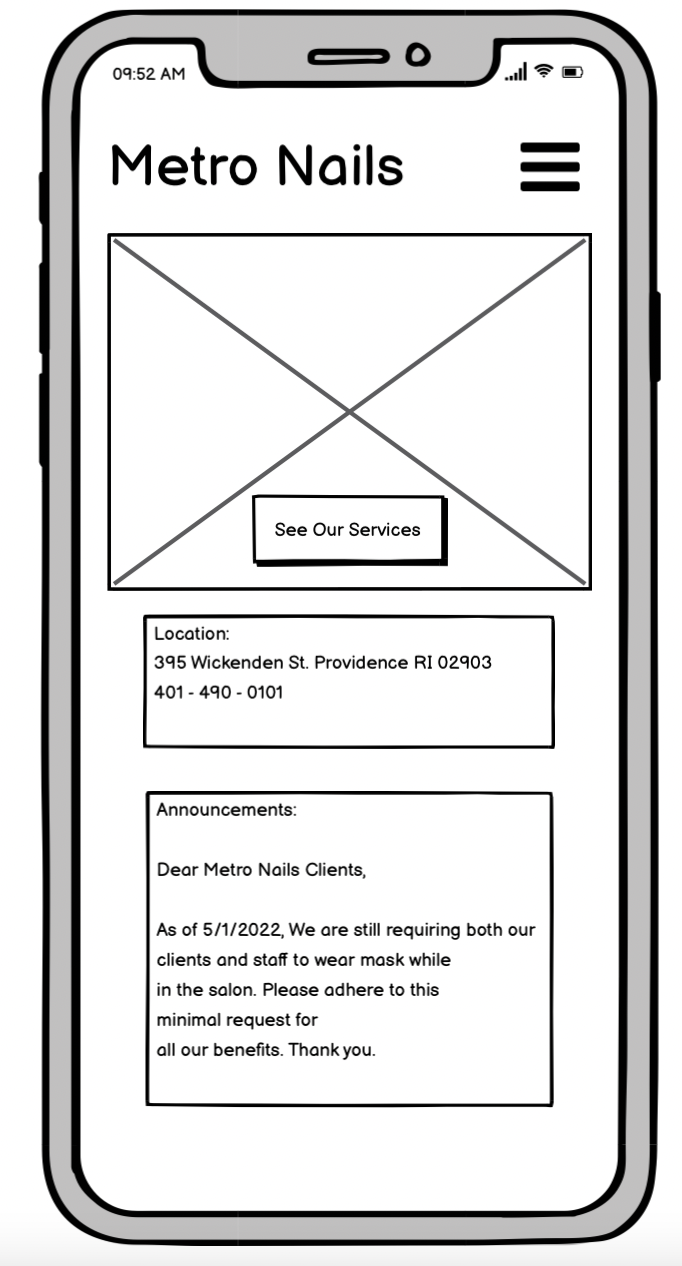 09:52 AM
Metro Nails
See Our Services
Location:
395 Wickenden St. Providence RI 02903
401 - 490 - 0101
Announcements:
Dear Metro Nails Clients,
As of 5/1/2022, We are still requiring both our
clients and staff to wear mask while
in the salon. Please adhere to this
minimal request for
all our benefits. Thank you.